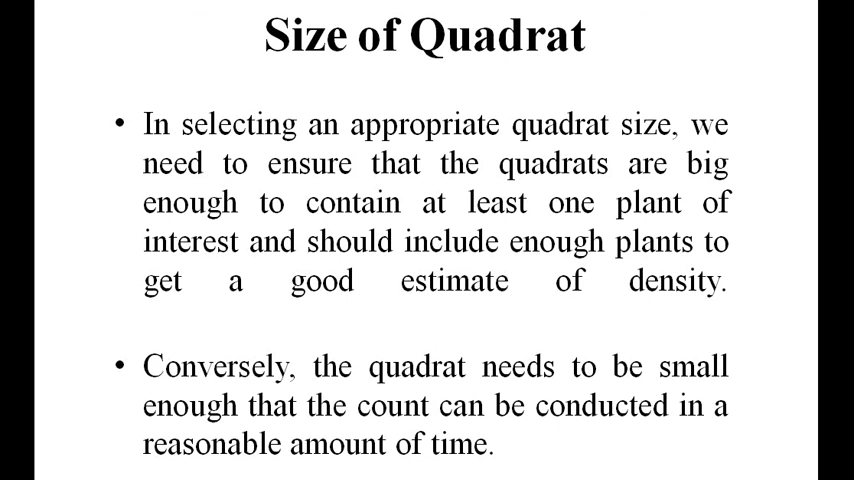 Size of Quadrat
• In selecting an appropriate quadrat size, we
need to ensure that the quadrats are big
enough to contain at least one plant of
interest and should include enough plants to
get a good estimate of density.
• Conversely, the quadrat needs to be small
enough that the count can be conducted in a
reasonable amount of time.